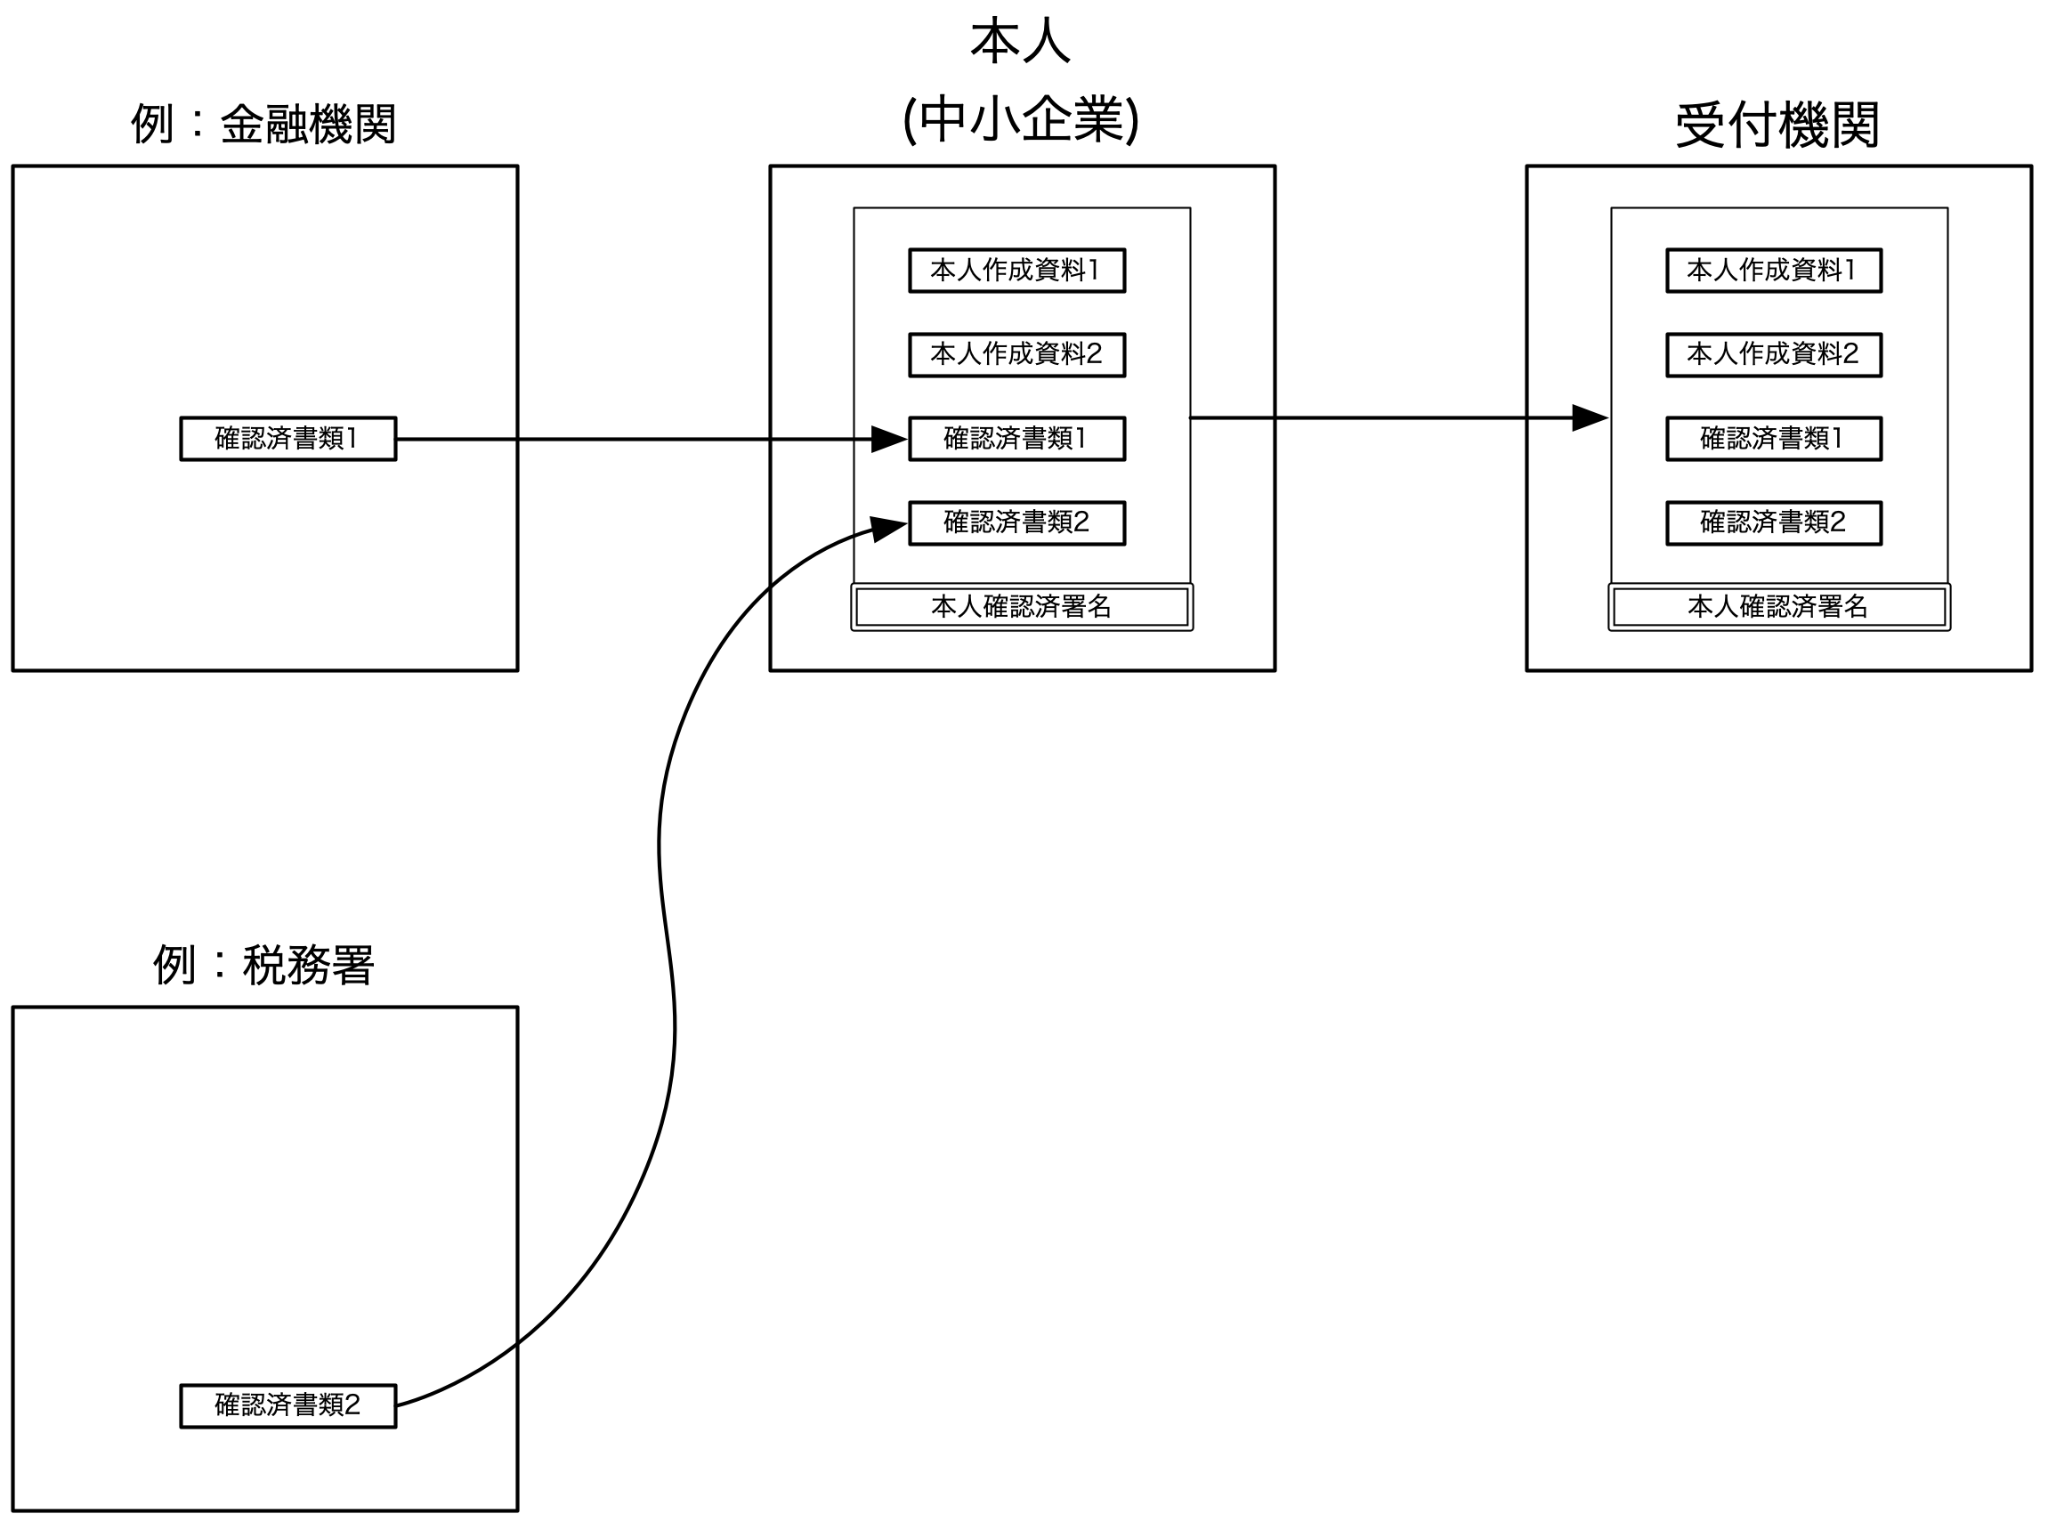 本人
(中小企業)
例：金融機関
受付機関
本人作成資料1
本人作成資料2
確認済書類1
確認済書類1
確認済書類2
本人確認済署名
本人作成資料1
本人作成資料2
確認済書類1
確認済書類2
本人確認済署名
例：税務署
確認済書類2